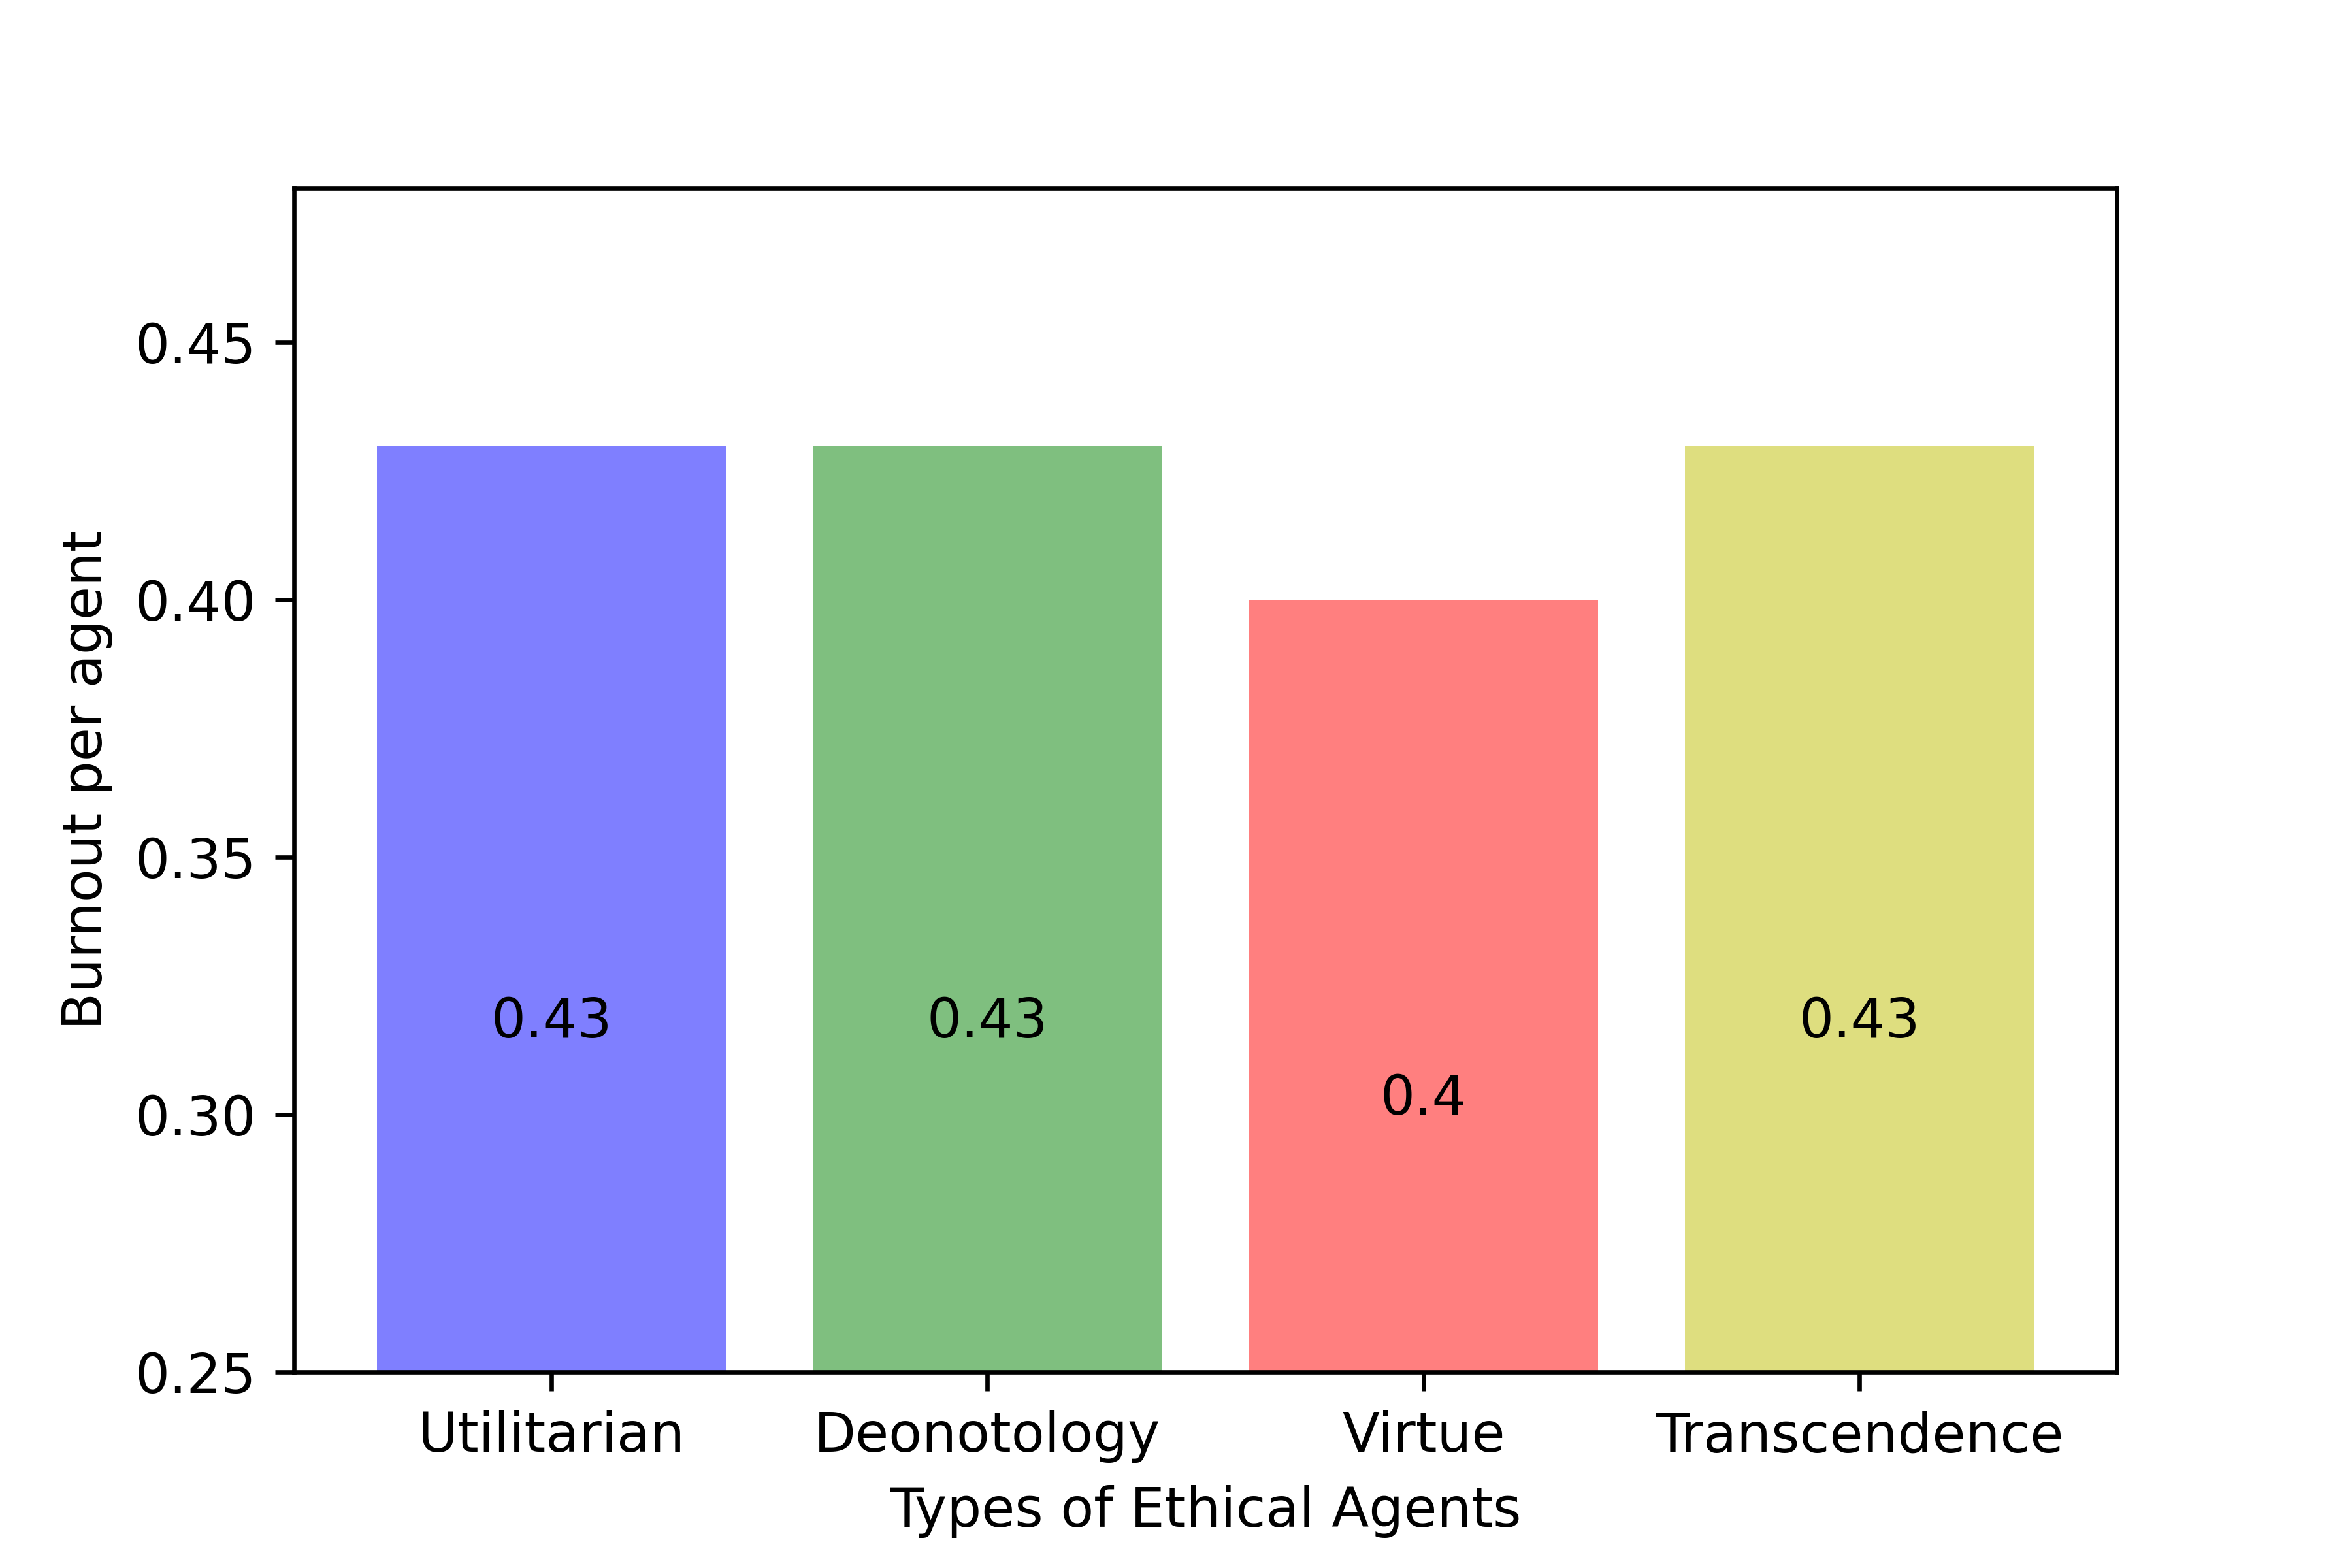 0.45
0.40
0.35
0.30
0.25
Burnout per agent
0.43
0.43
0.4
0.43
Utilitarian
Deonotology
Virtue
Transcendence
Types of Ethical Agents